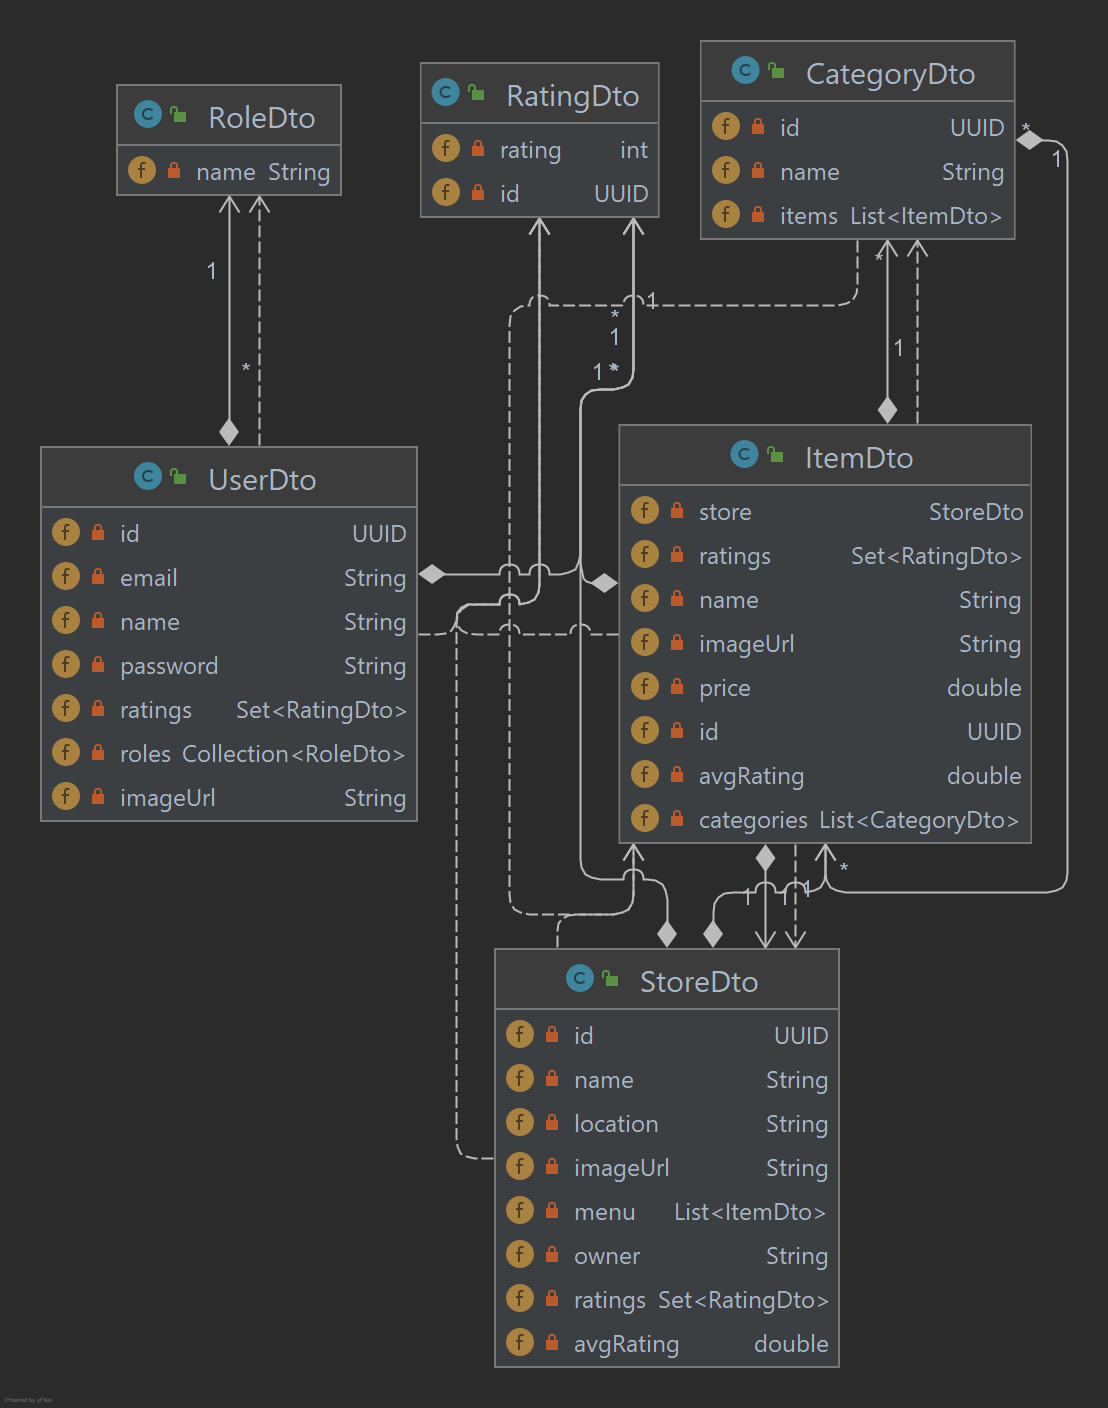 RoleDto
name String
RatingDto
rating int
id UUID
CategoryDto
id UUID
name String
items List<ItemDto>
*
1
1
*
*
1
1
*
1
1 *
UserDto
id UUID
email String
name String
password String
ratings Set<RatingDto>
roles Collection<RoleDto>
imageUrl String
ItemDto
store StoreDto
ratings Set<RatingDto>
name String
imageUrl String
price double
id UUID
avgRating double
categories List<CategoryDto>
*
1
1
1
StoreDto
id UUID
name String
location String
imageUrl String
menu List<ItemDto>
owner String
ratings Set<RatingDto>
avgRating double
Powered by yFiles